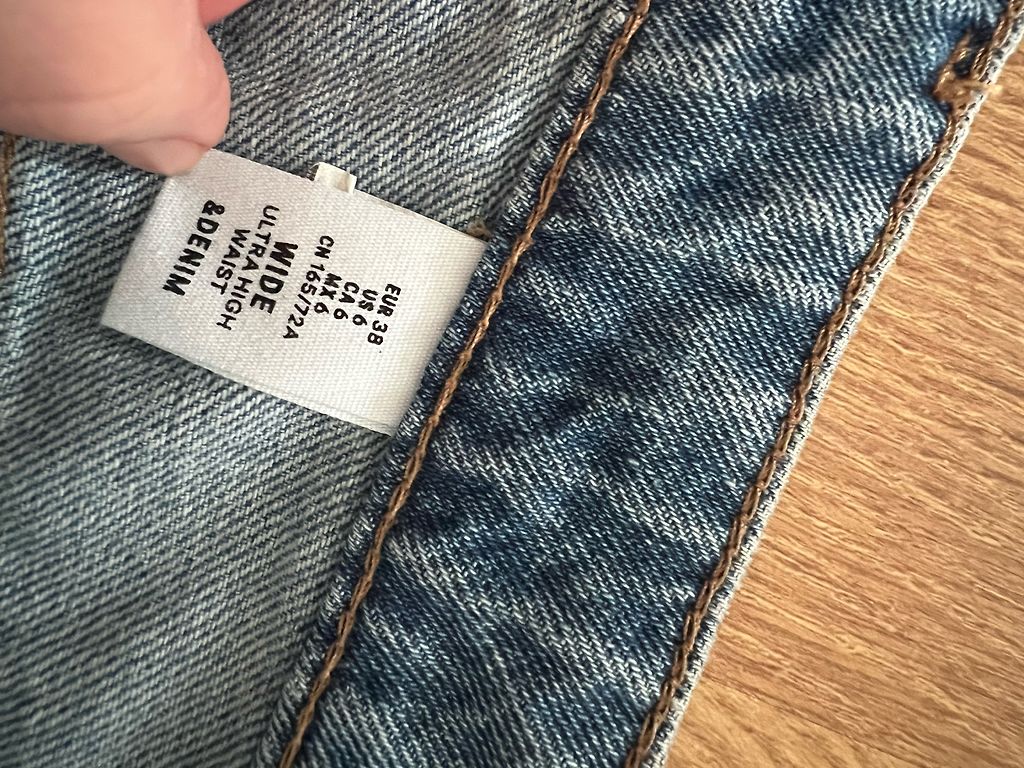 EUR 38
US 6
CA 6
MX 6
CN 165/72A
WIDE
ULTRA HIGH
WAIST
&DENIM